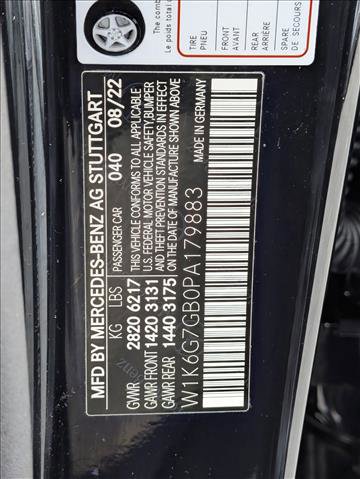 TIRE
PNEU
FRONT
AVANT
REAR
ARRIÈRE
SPARE
DE SECOURS
MFD BY MERCEDES-BENZ AG STUTTGART
PASSENGER CAR 040 08/22
KG LBS
GVWR 2820 6217
GAWR FRONT 1420 3131
GAWR REAR 1440 3175
THIS VEHICLE CONFORMS TO ALL APPLICABLE
U.S. FEDERAL MOTOR VEHICLE SAFETY,BUMPER
AND THEFT PREVENTION STANDARDS IN EFFECT
ON THE DATE OF MANUFACTURE SHOWN ABOVE
W1K6G7GB0PA179883
MADE IN GERMANY